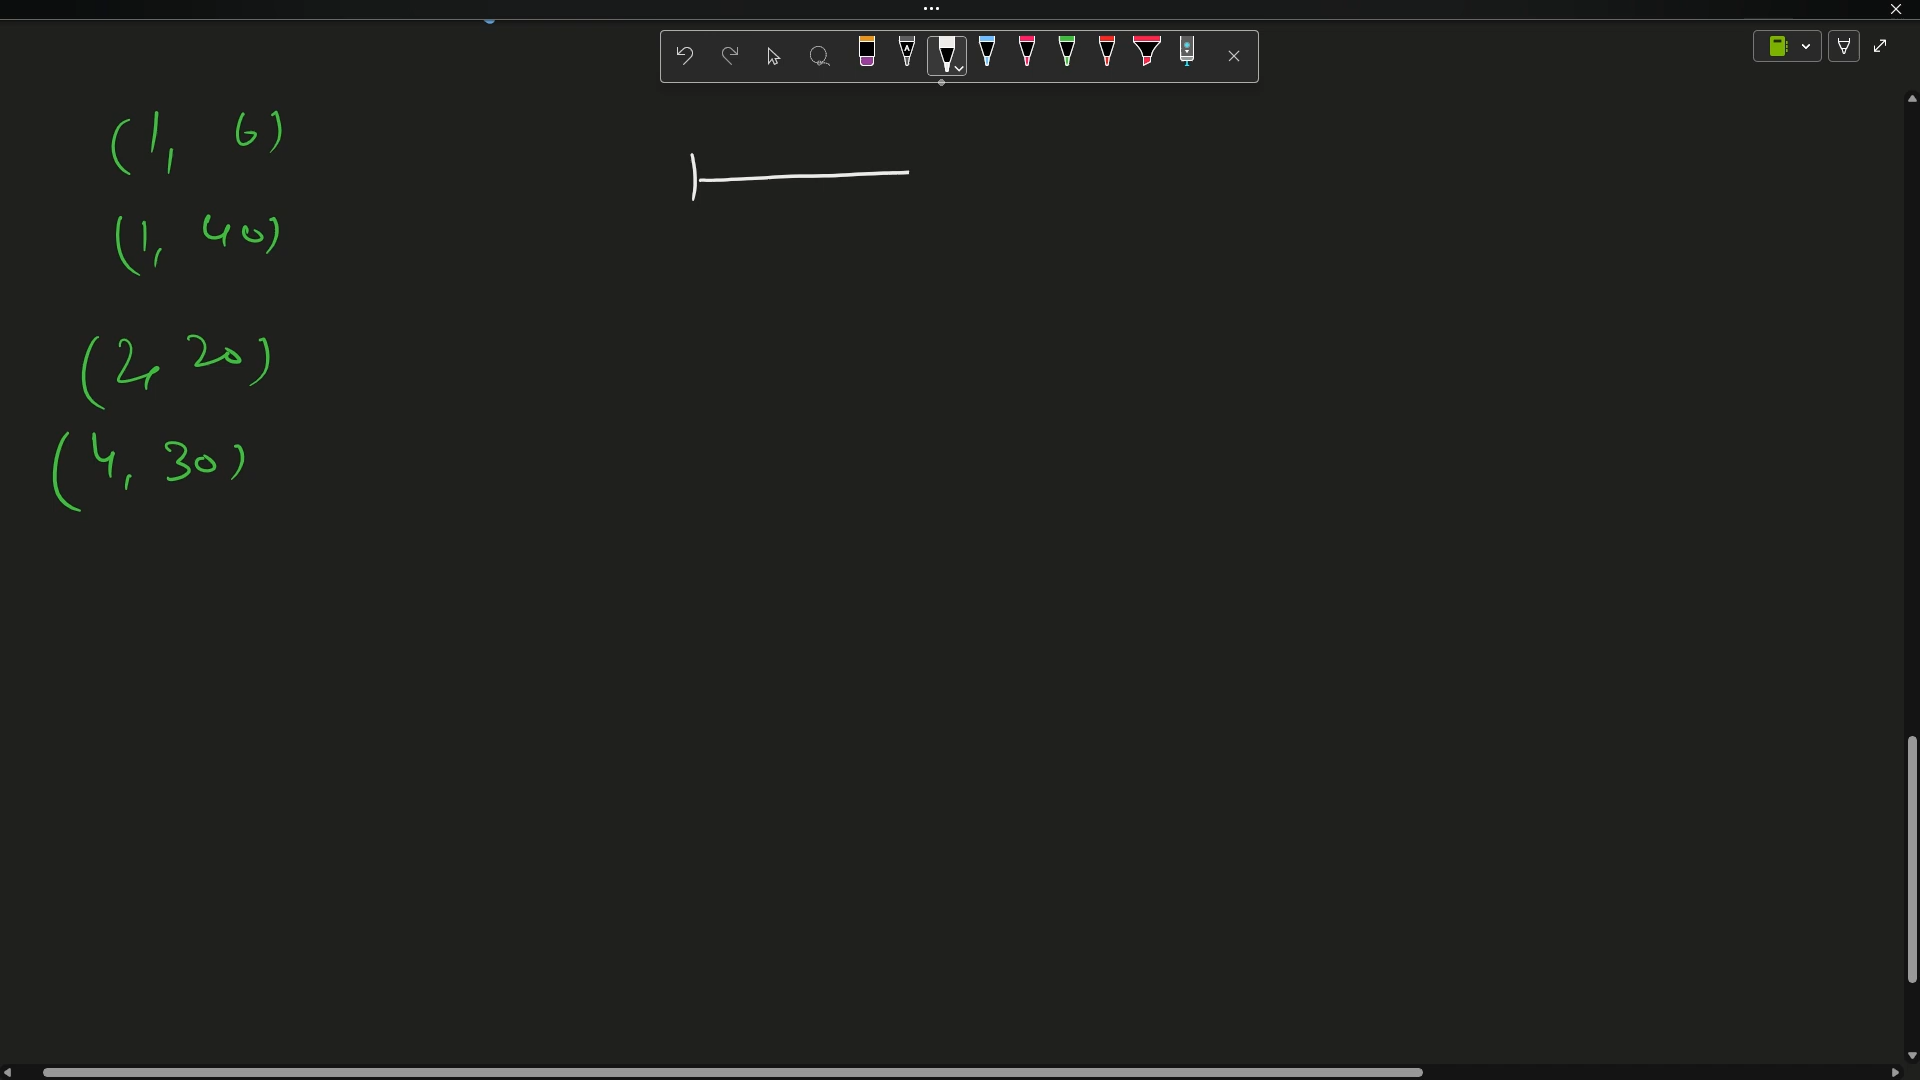 (1, 6)
(1, 40)
(2, 20)
(4, 30)